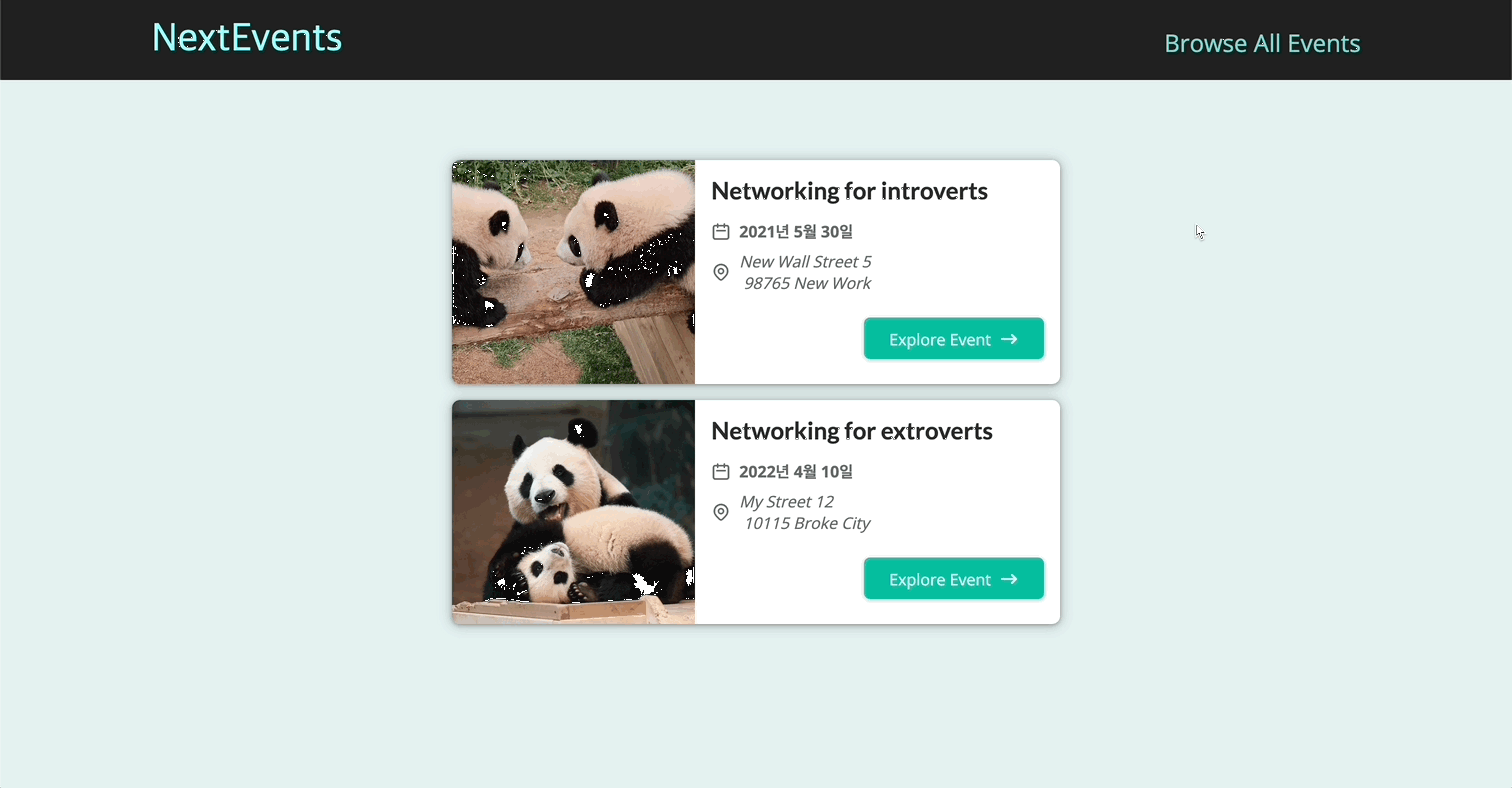 NextEvents
Browse All Events
Networking for introverts
2021년 5월 30일
New Wall Street 5
98765 New Work
Explore Event
Networking for extroverts
2022년 4월 10일
My Street 12
10115 Broke City
Explore Event